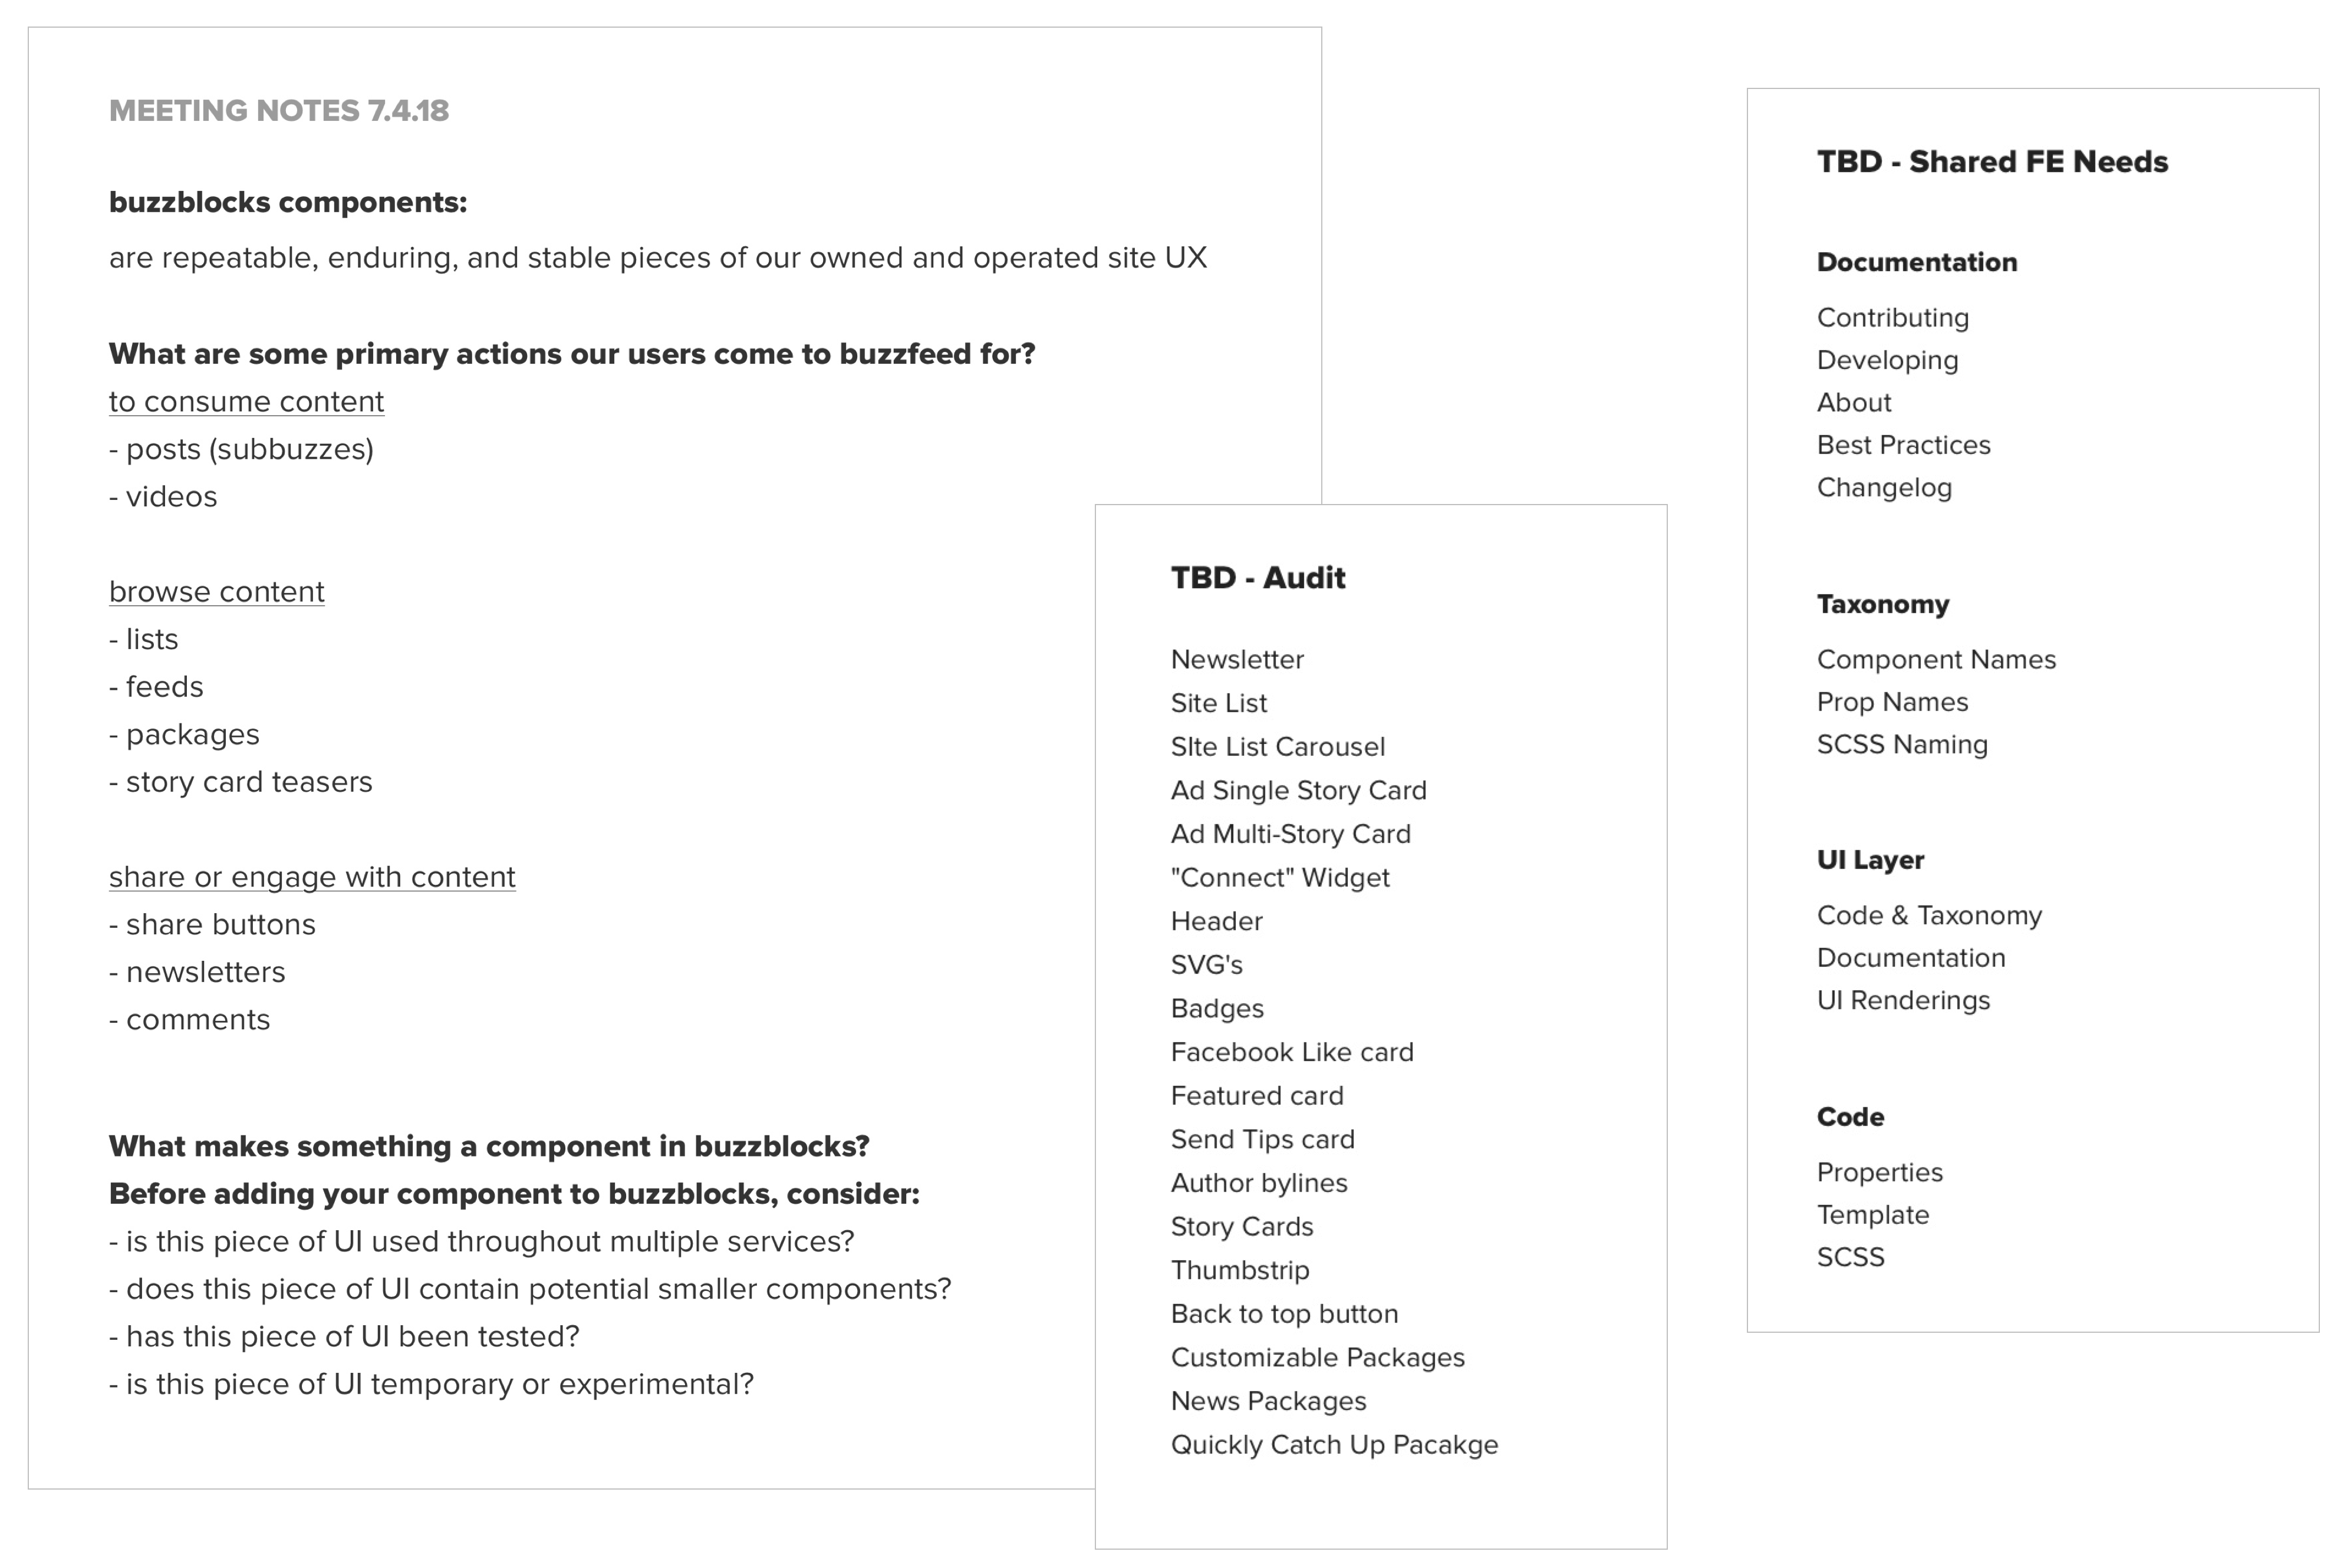 MEETING NOTES 7.4.18
buzzblocks components:
are repeatable, enduring, and stable pieces of our owned and operated site UX
What are some primary actions our users come to buzzfeed for?
to consume content
- posts (subbuzzes)
- videos
browse content
- lists
- feeds
- packages
- story card teasers
share or engage with content
- share buttons
- newsletters
- comments
What makes something a component in buzzblocks?
Before adding your component to buzzblocks, consider:
- is this piece of UI used throughout multiple services?
- does this piece of UI contain potential smaller components?
- has this piece of UI been tested?
- is this piece of UI temporary or experimental?
TBD - Audit
Newsletter
Site List
SIte List Carousel
Ad Single Story Card
Ad Multi-Story Card
"Connect" Widget
Header
SVG's
Badges
Facebook Like card
Featured card
Send Tips card
Author bylines
Story Cards
Thumbstrip
Back to top button
Customizable Packages
News Packages
Quickly Catch Up Pacakge
TBD - Shared FE Needs
Documentation
Contributing
Developing
About
Best Practices
Changelog
Taxonomy
Component Names
Prop Names
SCSS Naming
UI Layer
Code & Taxonomy
Documentation
UI Renderings
Code
Properties
Template
SCSS